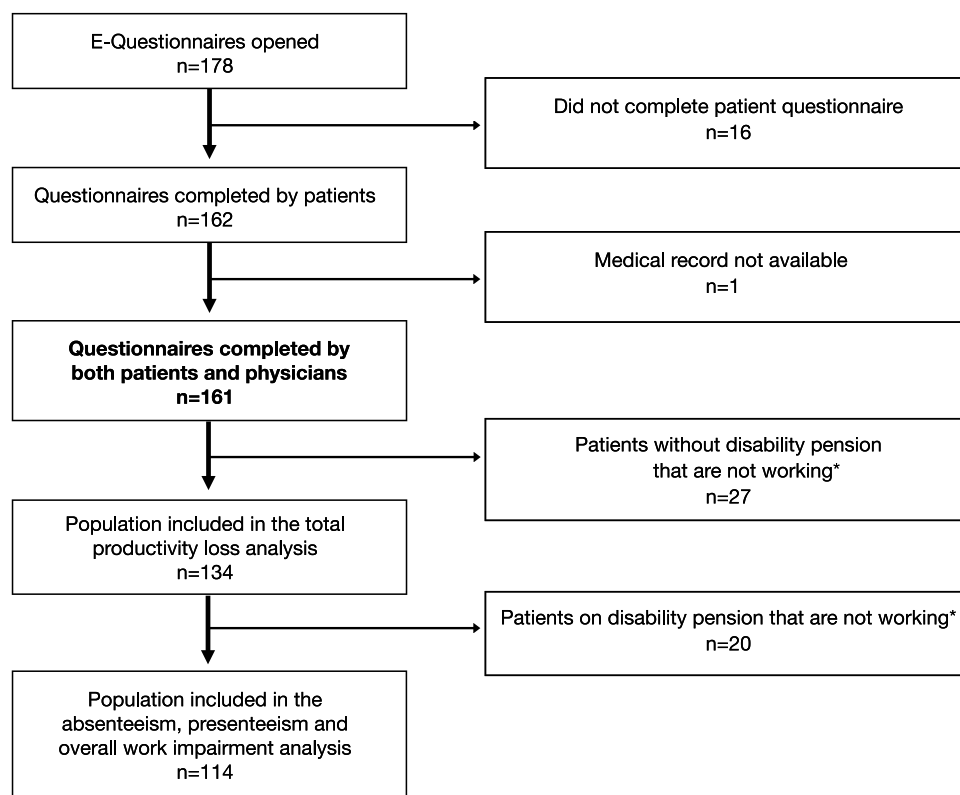 E-Questionnaires opened
n=178
Did not complete patient questionnaire
n=16
Questionnaires completed by patients
n=162
Medical record not available
n=1
Questionnaires completed by
both patients and physicians
n=161
Patients without disability pension
that are not working*
n=27
Population included in the total
productivity loss analysis
n=134
Patients on disability pension that are not working*
n=20
Population included in the
absenteeism, presenteeism and
overall work impairment analysis
n=114